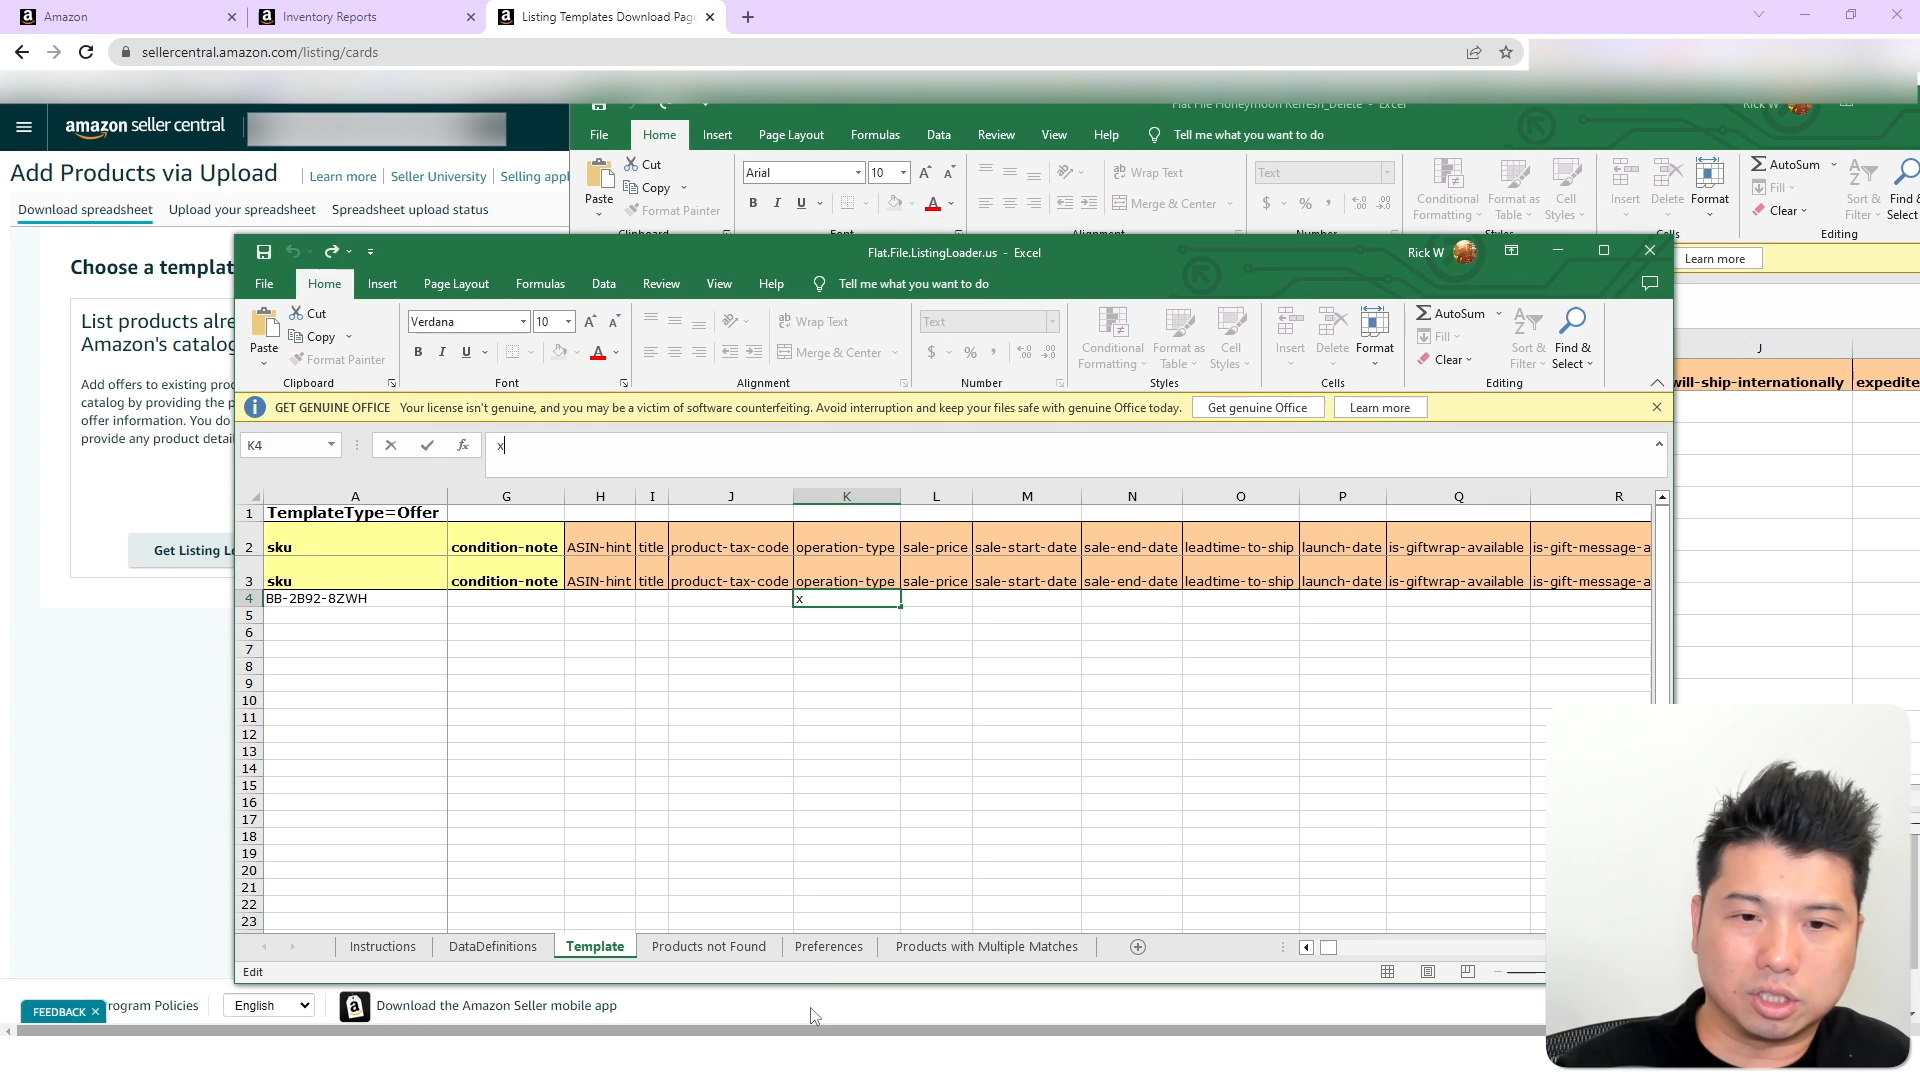 Amazon
Inventory Reports
Listing Templates Download Pag
sellercentral.amazon.com/listing/cards
amazon seller central
Add Products via Upload
Learn more
Seller University
Selling appl
Download spreadsheet
Upload your spreadsheet
Spreadsheet upload status
Choose a templat
List products alre
Amazon's catalog
Add offers to existing prod
catalog by providing the p
offer information. You do
provide any product detail
Get Listing Lo
Flat File Honeymoon Refresh_Delete - Excel
Rick W
File Home Insert Page Layout Formulas Data Review View Help Tell me what you want to do
Paste
Cut
Copy
Format Painter
Clipboard
Arial
10
B I U
Font
Wrap Text
Merge & Center
Alignment
Text
$ % ,
Number
Conditional Formatting
Format as Table
Cell Styles
Styles
Insert
Delete
Format
Cells
AutoSum
Fill
Clear
Sort & Filter
Find & Select
Editing
Learn more
J
will-ship-internationally
expedite
Flat.File.ListingLoader.us - Excel
Rick W
File Home Insert Page Layout Formulas Data Review View Help Tell me what you want to do
Paste
Cut
Copy
Format Painter
Clipboard
Verdana
10
B I U
Font
Wrap Text
Merge & Center
Alignment
Text
$ % ,
Number
Conditional Formatting
Format as Table
Cell Styles
Styles
Insert
Delete
Format
Cells
AutoSum
Fill
Clear
Sort & Filter
Find & Select
Editing
GET GENUINE OFFICE Your license isn't genuine, and you may be a victim of software counterfeiting. Avoid interruption and keep your files safe with genuine Office today. Get genuine Office Learn more
K4 fx x
A G H I J K L M N O P Q R
1 TemplateType=Offer
2 sku condition-note ASIN-hint title product-tax-code operation-type sale-price sale-start-date sale-end-date leadtime-to-ship launch-date is-giftwrap-available is-gift-message-a
3 sku condition-note ASIN-hint title product-tax-code operation-type sale-price sale-start-date sale-end-date leadtime-to-ship launch-date is-giftwrap-available is-gift-message-a
4 BB-2B92-8ZWH x
5
6
7
8
9
10
11
12
13
14
15
16
17
18
19
20
21
22
23
Instructions DataDefinitions Template Products not Found Preferences Products with Multiple Matches
Edit
FEEDBACK
rogram Policies
English
Download the Amazon Seller mobile app